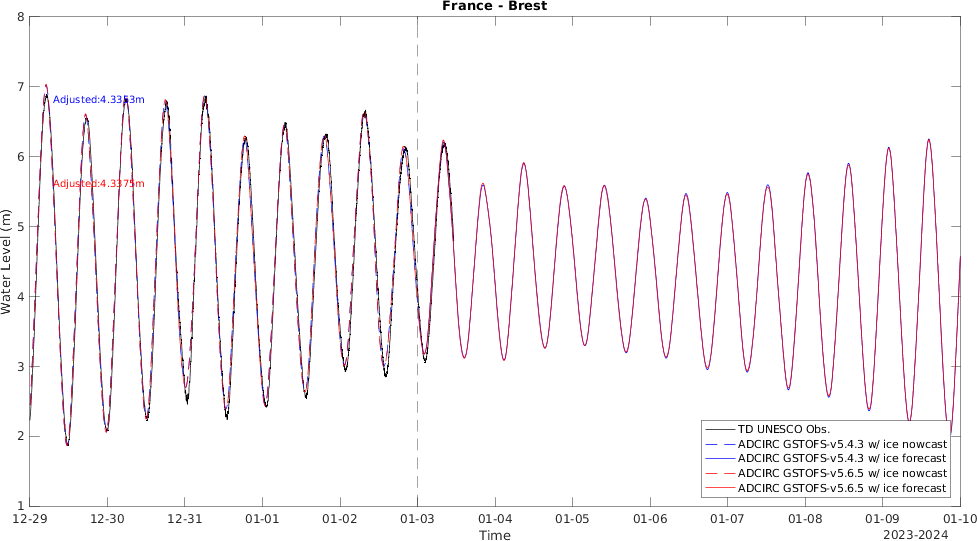 France - Brest
8
7
6
5
4
3
2
1
Water Level (m)
Adjusted:4.3353m
Adjusted:4.3375m
TD UNESCO Obs.
ADCIRC GSTOFS-v5.4.3 w/ ice nowcast
ADCIRC GSTOFS-v5.4.3 w/ ice forecast
ADCIRC GSTOFS-v5.6.5 w/ ice nowcast
ADCIRC GSTOFS-v5.6.5 w/ ice forecast
12-29 12-30 12-31 01-01 01-02 01-03 01-04 01-05 01-06 01-07 01-08 01-09 01-10
Time
2023-2024